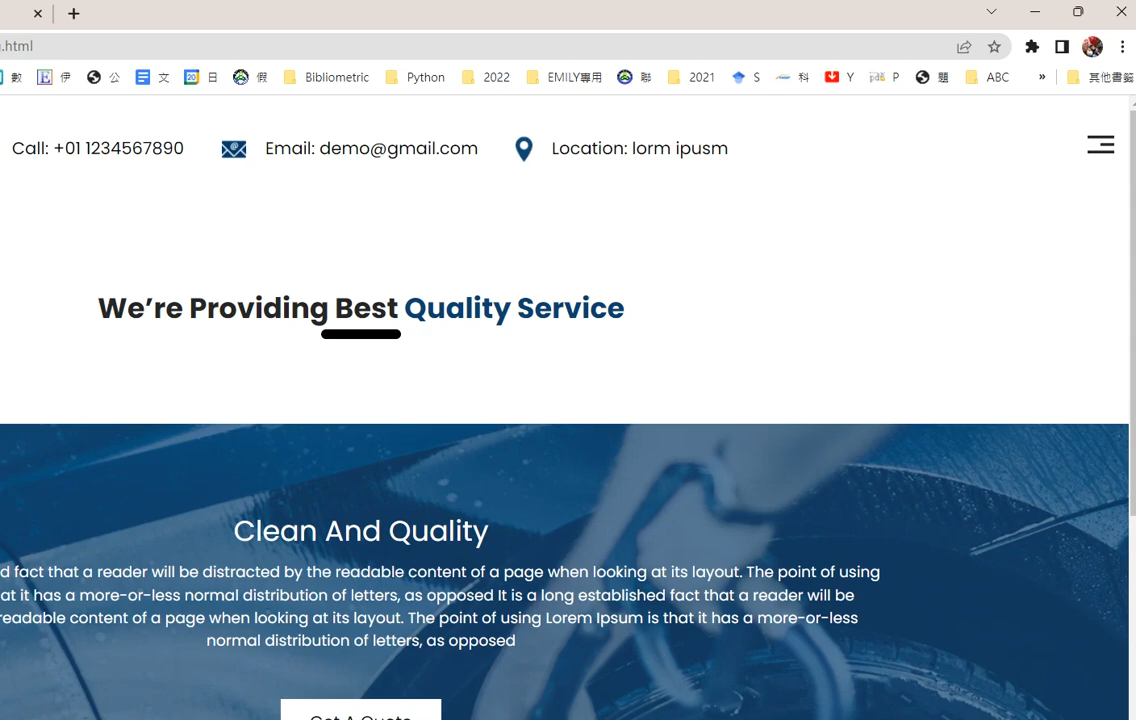 .html
數 伊 公 文 日 假 Bibliometric Python 2022 EMILY專用 聯 2021 S 科 Y P 題 ABC » 其他書籤
Call: +01 1234567890 Email: demo@gmail.com Location: lorm ipusm
We’re Providing Best Quality Service
Clean And Quality
d fact that a reader will be distracted by the readable content of a page when looking at its layout. The point of using
at it has a more-or-less normal distribution of letters, as opposed It is a long established fact that a reader will be
readable content of a page when looking at its layout. The point of using Lorem Ipsum is that it has a more-or-less
normal distribution of letters, as opposed
Get A Quote